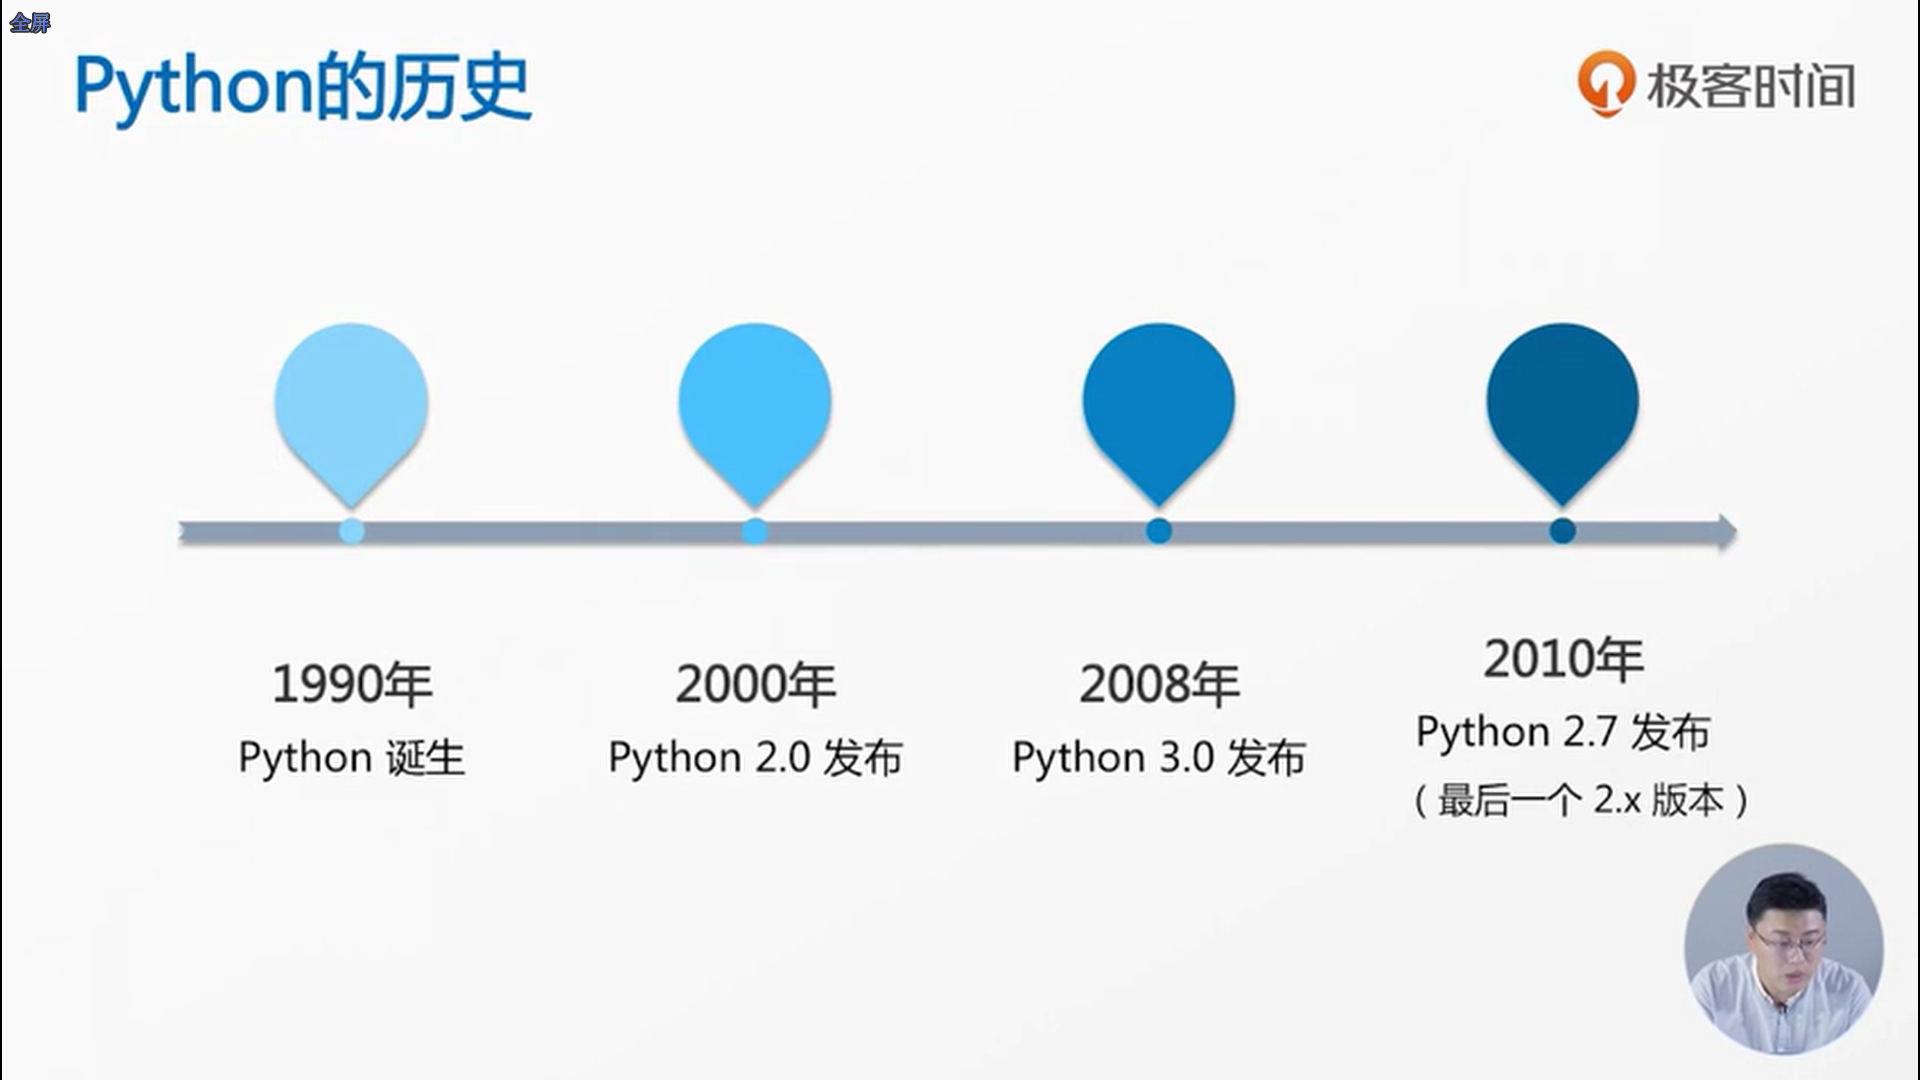 全屏
Python的历史
极客时间
1990年
Python 诞生
2000年
Python 2.0 发布
2008年
Python 3.0 发布
2010年
Python 2.7 发布
（最后一个 2.x 版本）